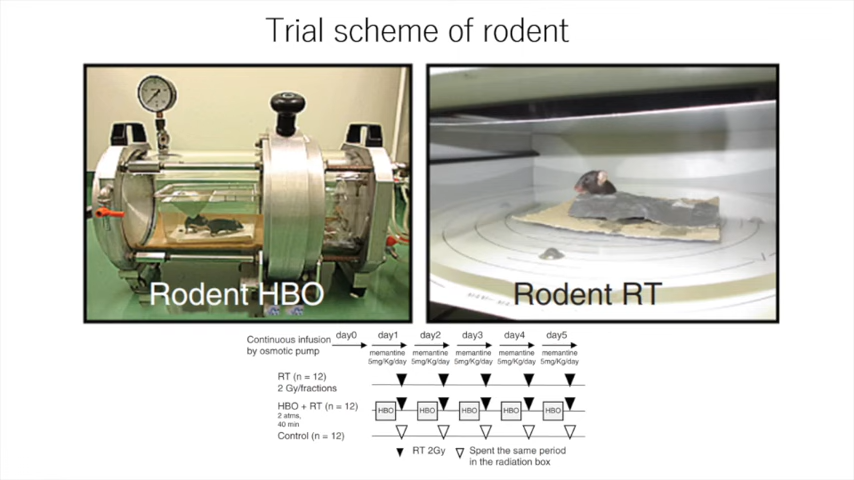 Trial scheme of rodent
Rodent HBO
Rodent RT
Continuous infusion
by osmotic pump
day0 day1 day2 day3 day4 day5
memantine memantine memantine memantine memantine
5mg/Kg/day 5mg/Kg/day 5mg/Kg/day 5mg/Kg/day 5mg/Kg/day
RT (n = 12)
2 Gy/fractions
HBO + RT (n = 12)
2 atms,
40 min
HBO HBO HBO HBO HBO
Control (n = 12)
RT 2Gy
Spent the same period
in the radiation box